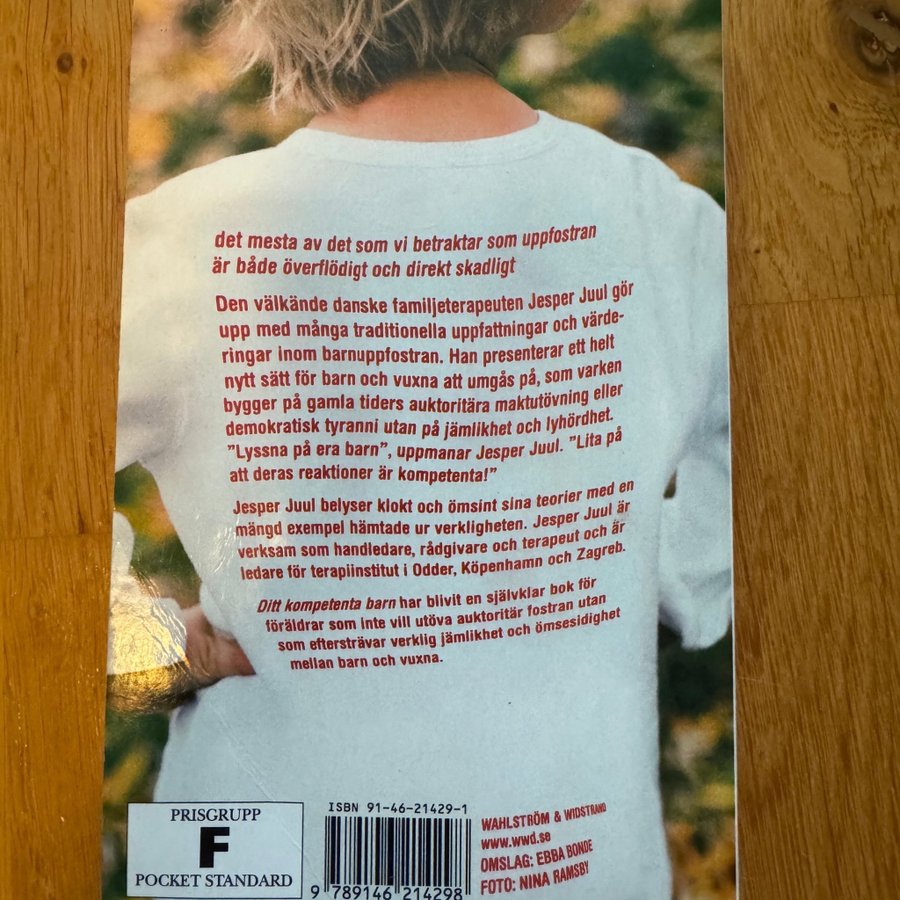 det mesta av det som vi betraktar som uppfostran
är både överflödigt och direkt skadligt
Den välkände danske familjeterapeuten Jesper Juul gör
upp med många traditionella uppfattningar och värde-
ringar inom barnuppfostran. Han presenterar ett helt
nytt sätt för barn och vuxna att umgås på, som varken
bygger på gamla tiders auktoritära maktutövning eller
demokratisk tyranni utan på jämlikhet och lyhördhet.
”Lyssna på era barn”, uppmanar Jesper Juul. ”Lita på
att deras reaktioner är kompetenta!”
Jesper Juul belyser klokt och ömsint sina teorier med en
mängd exempel hämtade ur verkligheten. Jesper Juul är
verksam som handledare, rådgivare och terapeut och är
ledare för terapiinstitut i Odder, Köpenhamn och Zagreb.
Ditt kompetenta barn har blivit en självklar bok för
föräldrar som inte vill utöva auktoritär fostran utan
som eftersträvar verklig jämlikhet och ömsesidighet
mellan barn och vuxna.
PRISGRUPP
F
POCKET STANDARD
ISBN 91-46-21429-1
9 789146 214298
WAHLSTRÖM & WIDSTRAND
www.wwd.se
OMSLAG: EBBA BONDE
FOTO: NINA RAMSBY